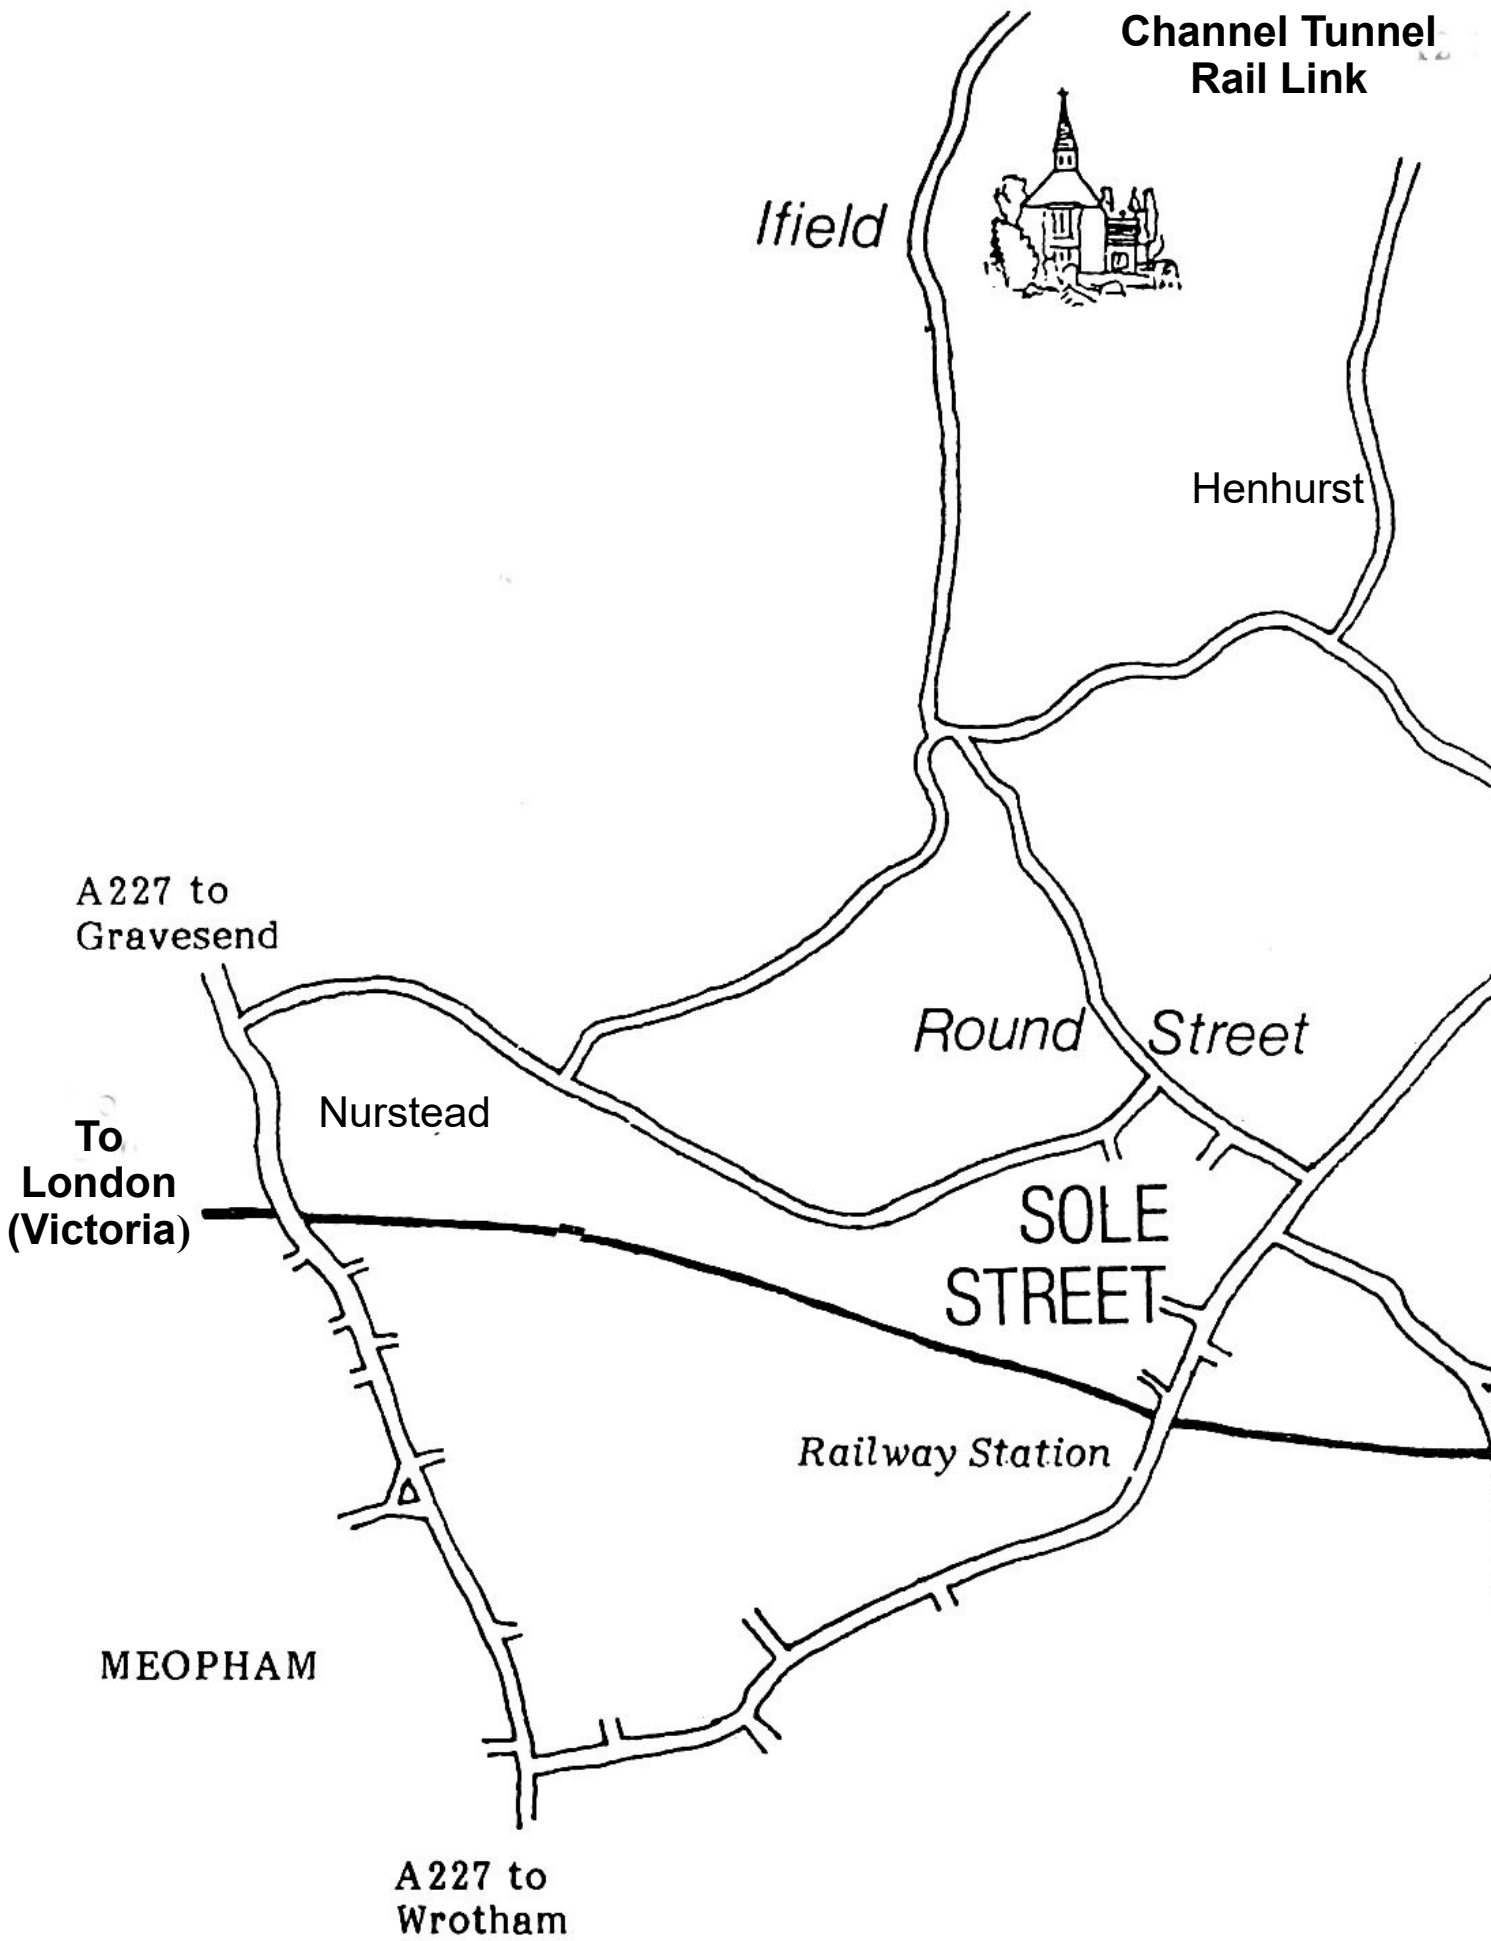 Channel Tunnel
Rail Link
Ifield
Henhurst
A227 to
Gravesend
Round Street
Nurstead
To
London
(Victoria)
SOLE
STREET
Railway Station
MEOPHAM
A227 to
Wrotham